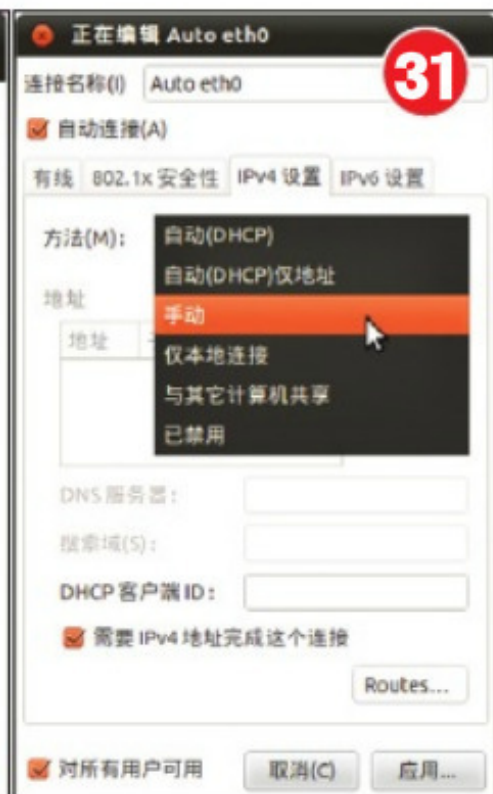 正在编辑 Auto eth0
31
连接名称(I) Auto eth0
自动连接(A)
有线 802.1x 安全性 IPv4 设置 IPv6 设置
方法(M):
自动(DHCP)
自动(DHCP)仅地址
手动
仅本地连接
与其它计算机共享
已禁用
地址
地址
DNS 服务器:
搜索域(S):
DHCP 客户端 ID:
需要 IPv4 地址完成这个连接
Routes...
对所有用户可用 取消(C) 应用...